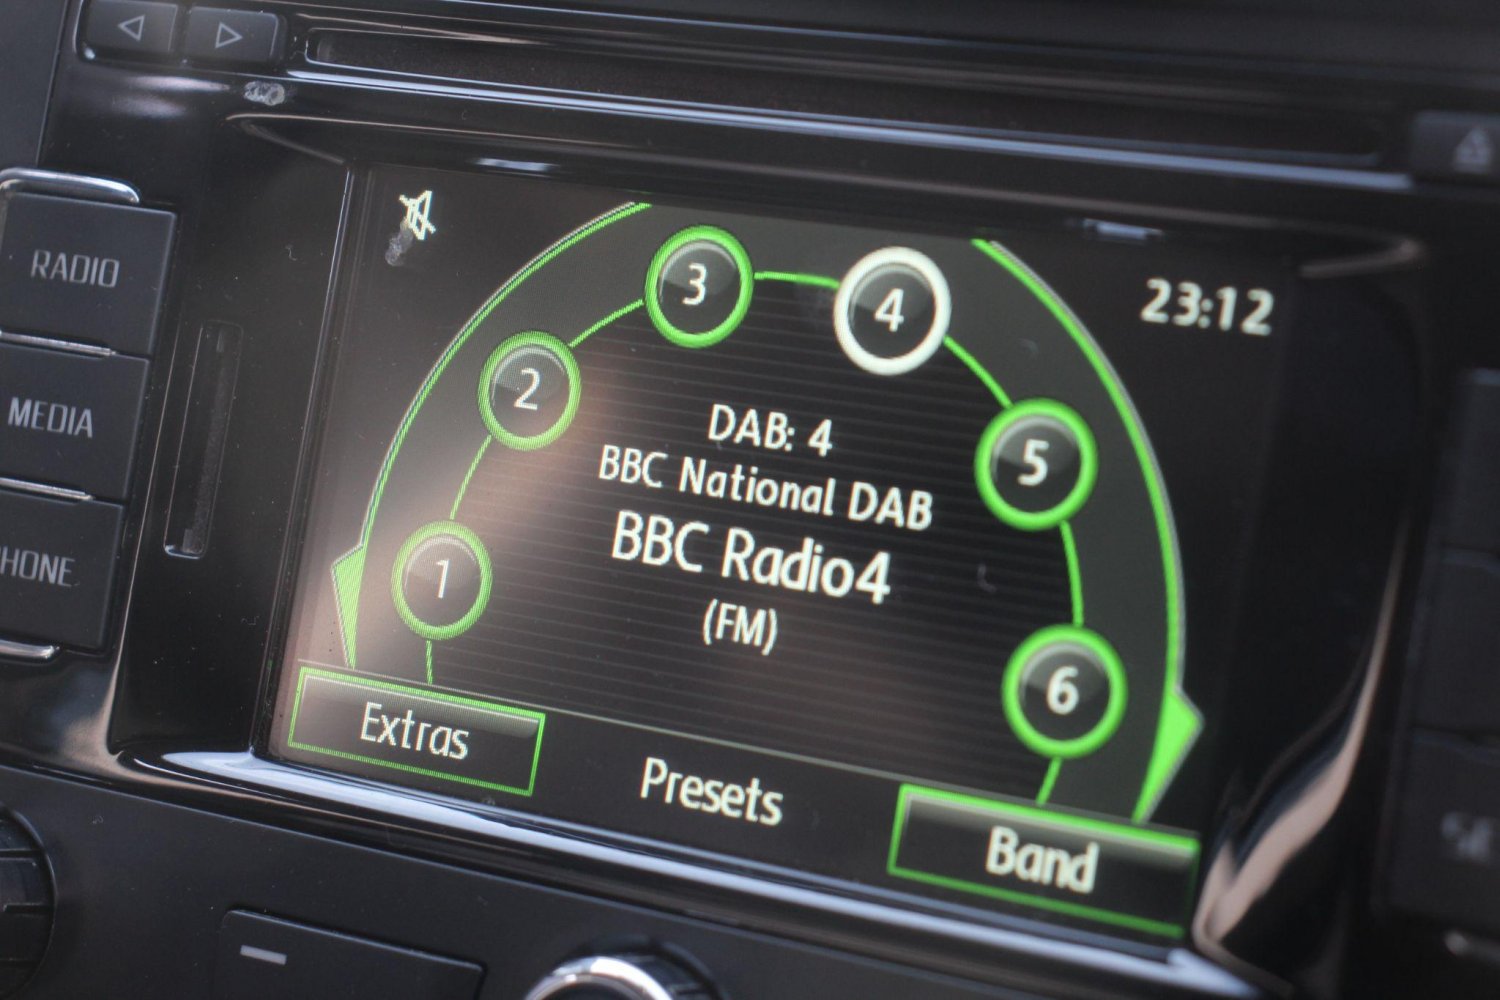 RADIO
MEDIA
HONE
23:12
1
2
3
4
5
6
DAB: 4
BBC National DAB
BBC Radio4
(FM)
Extras
Presets
Band